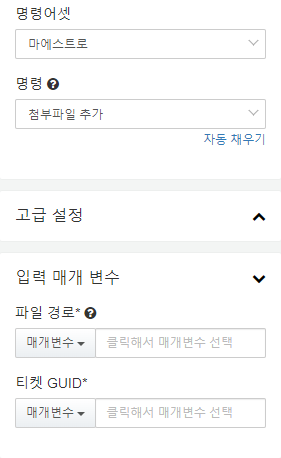 명령어셋
마에스트로
명령
첨부파일 추가
자동 채우기
고급 설정
입력 매개 변수
파일 경로*
매개변수 클릭해서 매개변수 선택
티켓 GUID*
매개변수 클릭해서 매개변수 선택